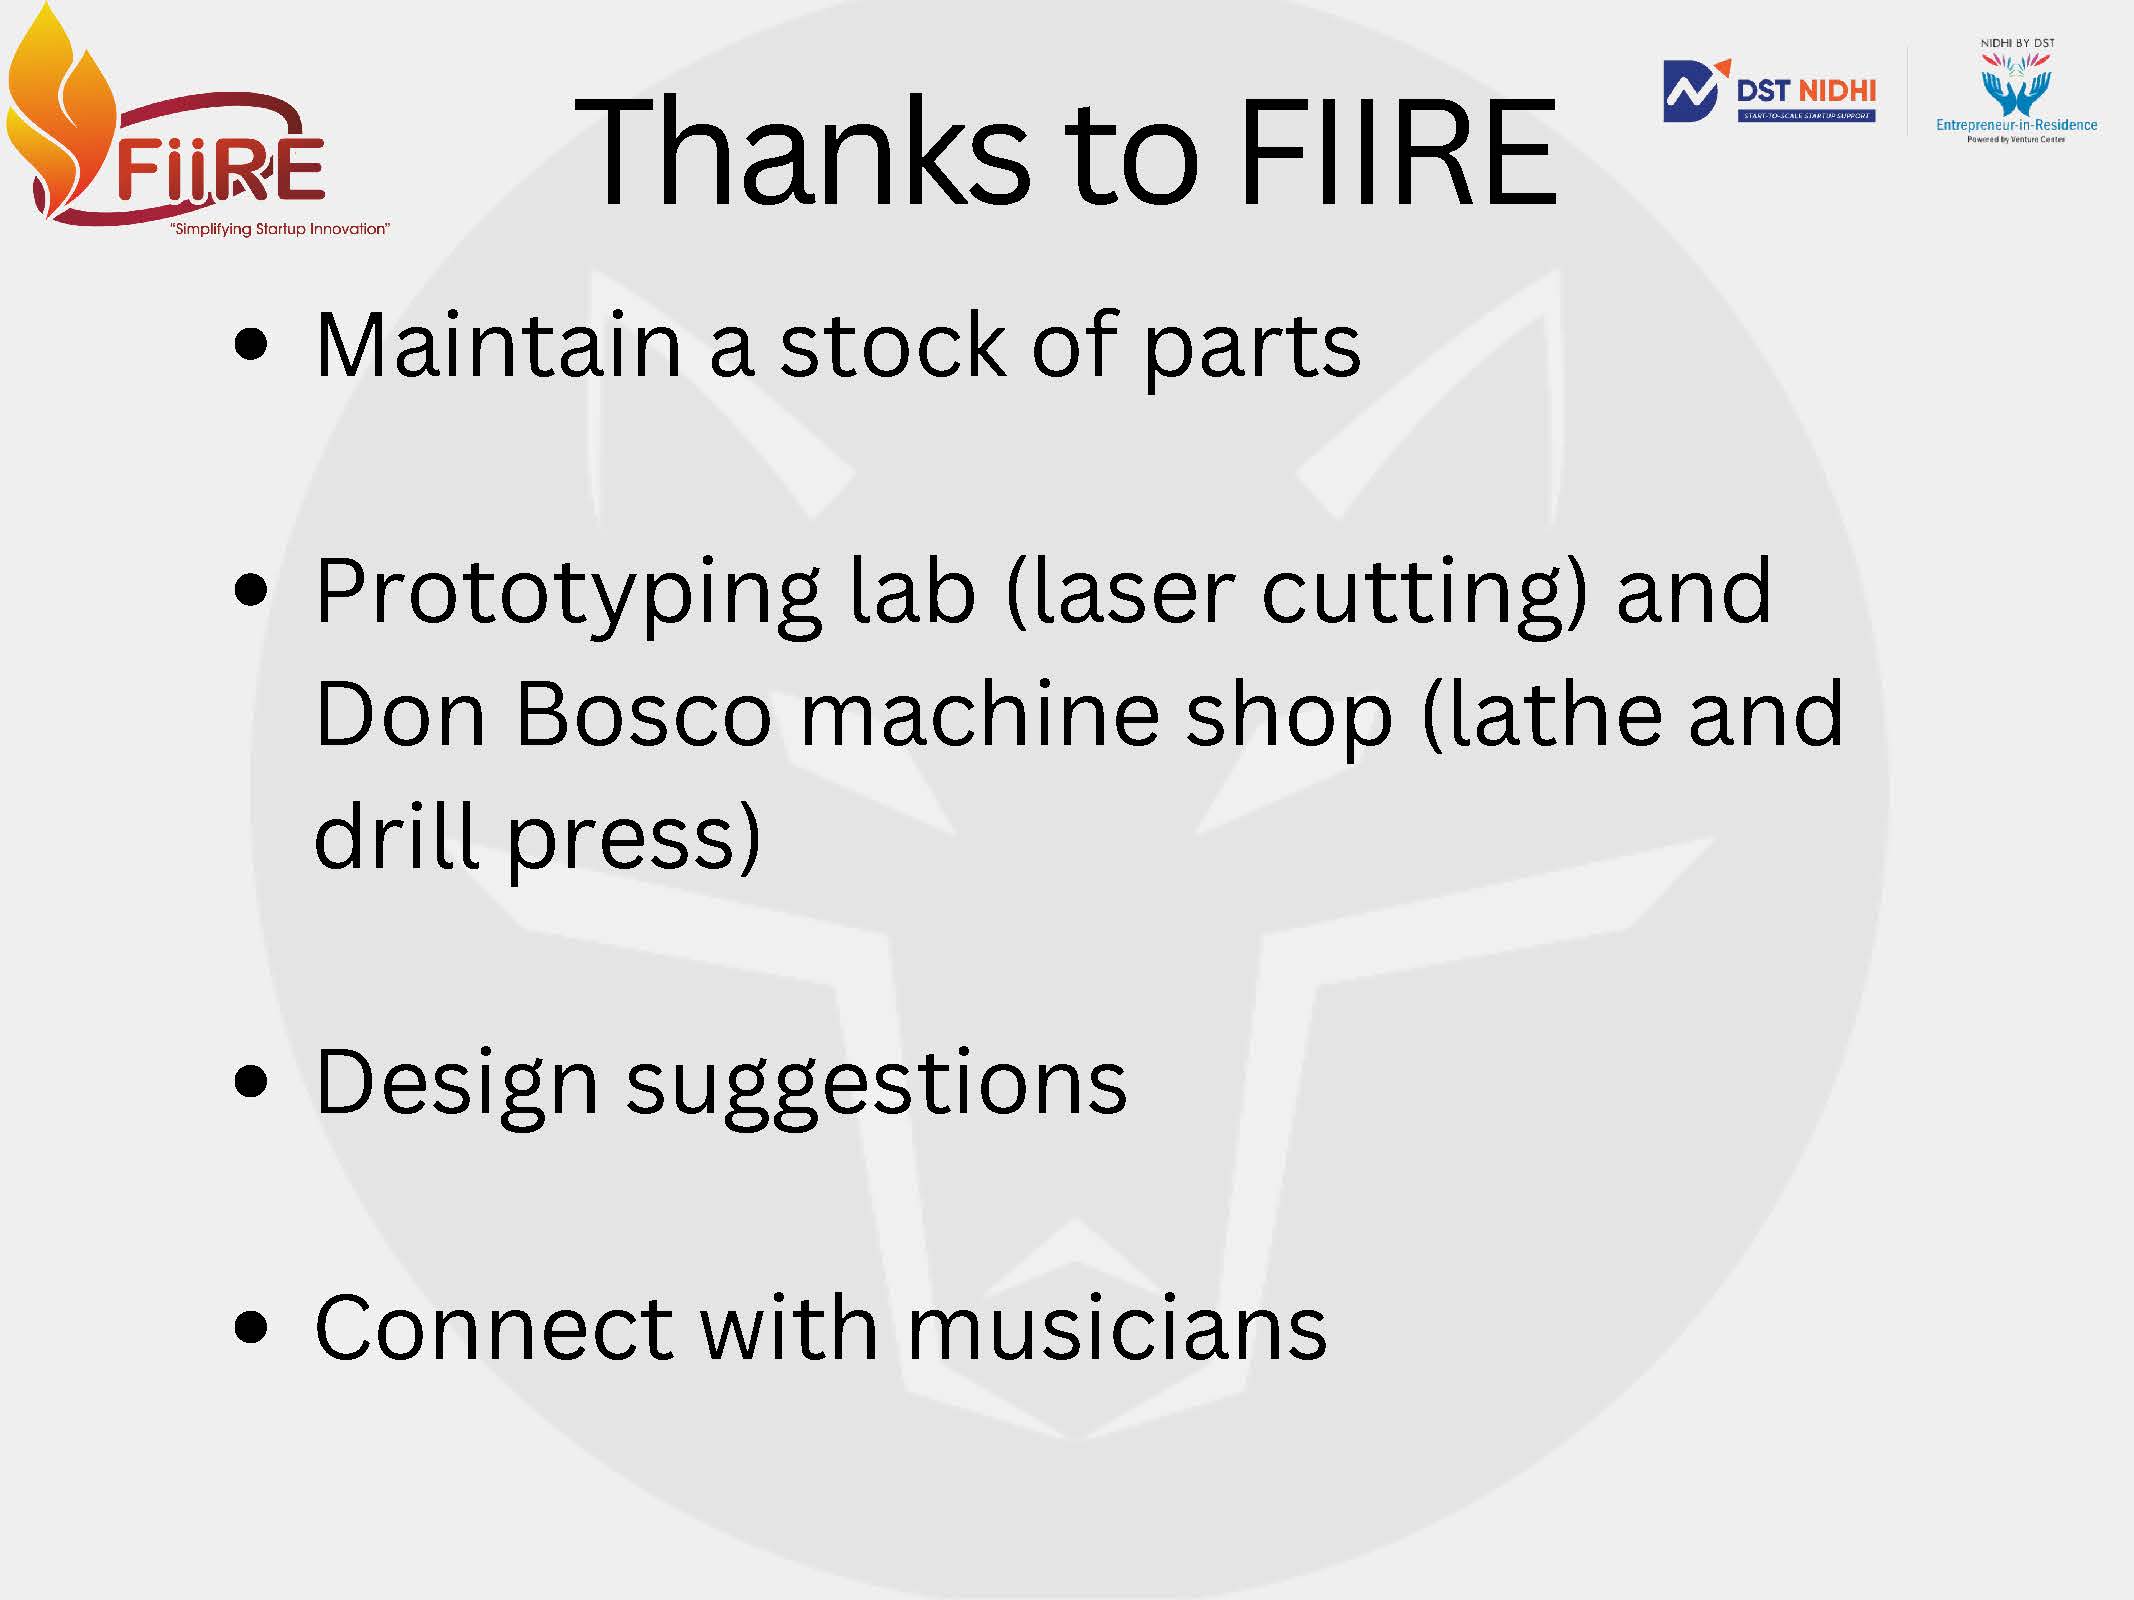 FiiRE
"Simplifying Startup Innovation"
Thanks to FIIRE
DST NIDHI
START-TO-SCALE STARTUP SUPPORT
NIDHI BY DST
Entrepreneur-in-Residence
Powered by Venture Center
• Maintain a stock of parts
• Prototyping lab (laser cutting) and
Don Bosco machine shop (lathe and
drill press)
• Design suggestions
• Connect with musicians